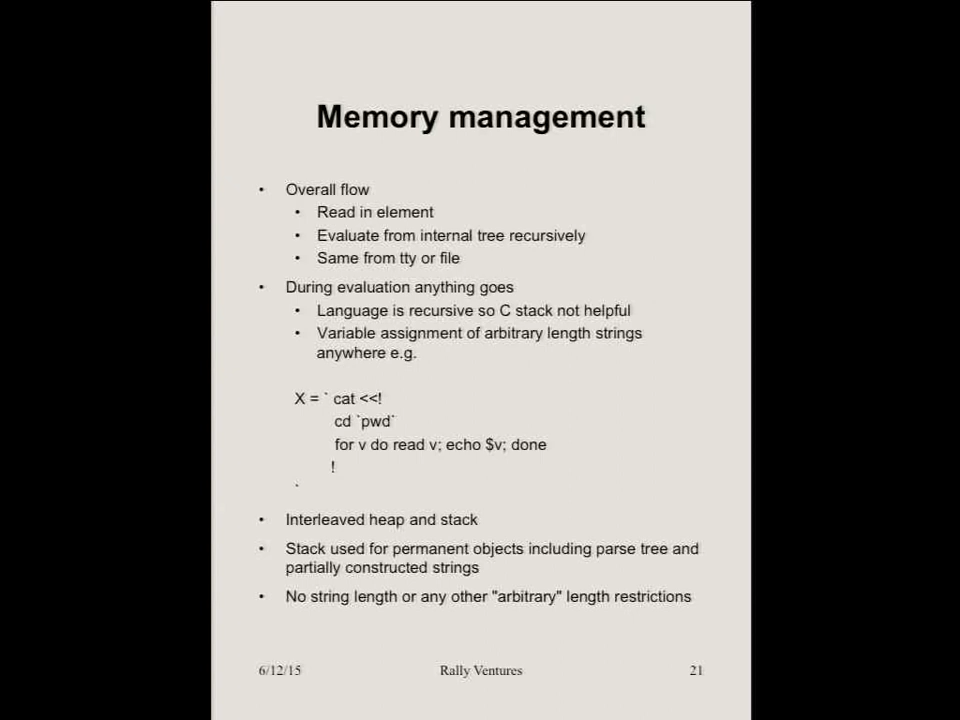 Memory management
• Overall flow
• Read in element
• Evaluate from internal tree recursively
• Same from tty or file
• During evaluation anything goes
• Language is recursive so C stack not helpful
• Variable assignment of arbitrary length strings
anywhere e.g.
X = ` cat <<!
cd `pwd`
for v do read v; echo $v; done
!
`
• Interleaved heap and stack
• Stack used for permanent objects including parse tree and
partially constructed strings
• No string length or any other "arbitrary" length restrictions
6/12/15 Rally Ventures 21